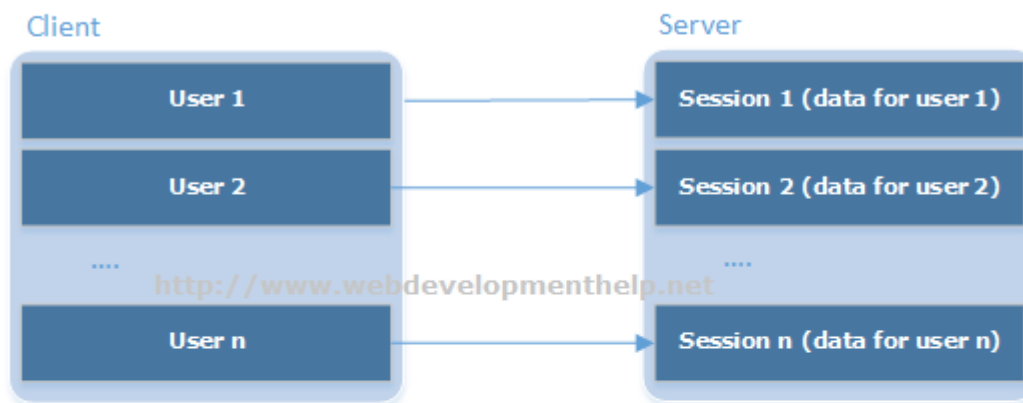 Client
Server
User 1
Session 1 (data for user 1)
User 2
Session 2 (data for user 2)
....
....
http://www.webdevelopmenthelp.net
User n
Session n (data for user n)